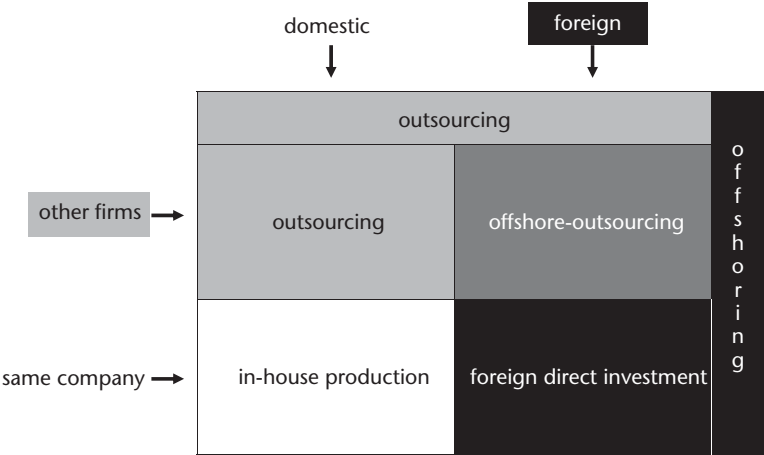 domestic
foreign
outsourcing
other firms
outsourcing
offshore-outsourcing
same company
in-house production
foreign direct investment
offshoring